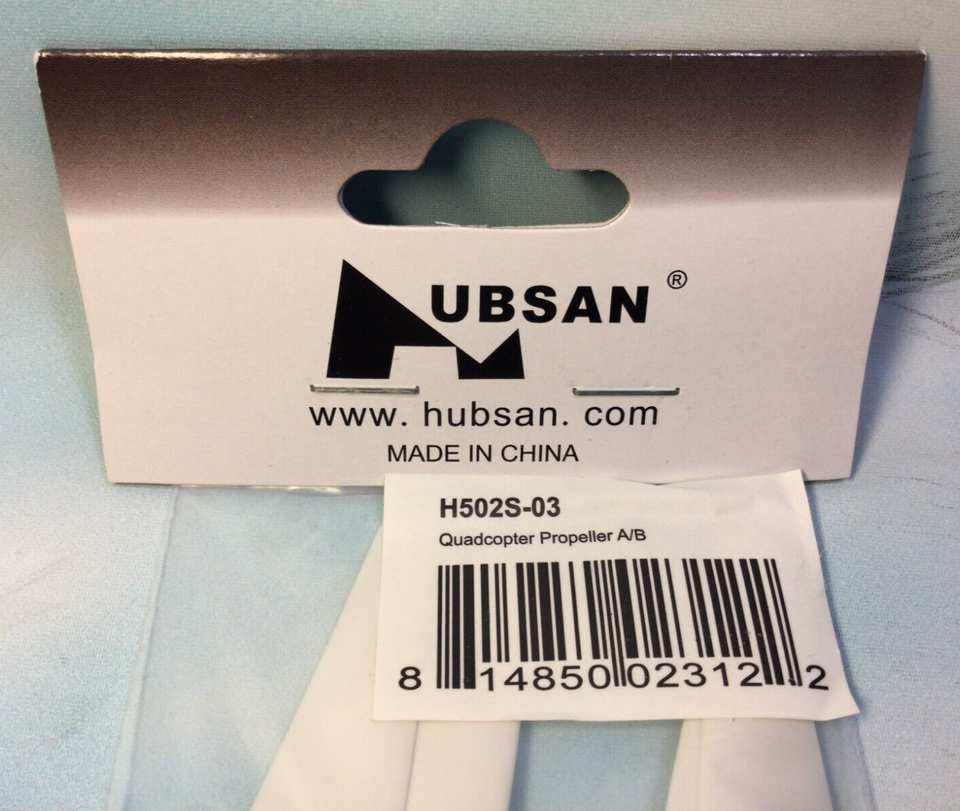 HUBSAN®
www.hubsan.com
MADE IN CHINA
H502S-03
Quadcopter Propeller A/B
8 14850 02312 2